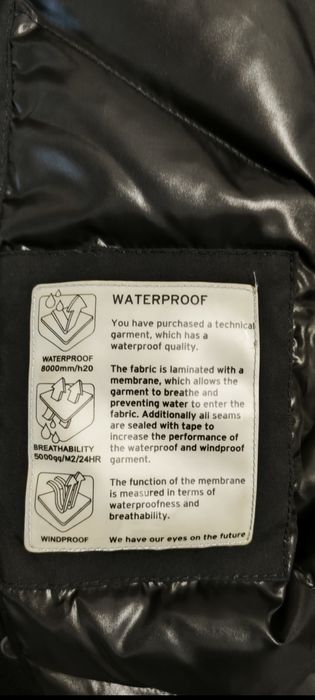 WATERPROOF
8000mm/h20
BREATHABILITY
5000gg/M2/24HR
WINDPROOF
WATERPROOF
You have purchased a technical
garment, which has a
waterproof quality.
The fabric is laminated with a
membrane, which allows the
garment to breathe and
preventing water to enter the
fabric. Additionally all seams
are sealed with tape to
increase the performance of
the waterproof and windproof
garment.
The function of the membrane
is measured in terms of
waterproofness and
breathability.
We have our eyes on the future